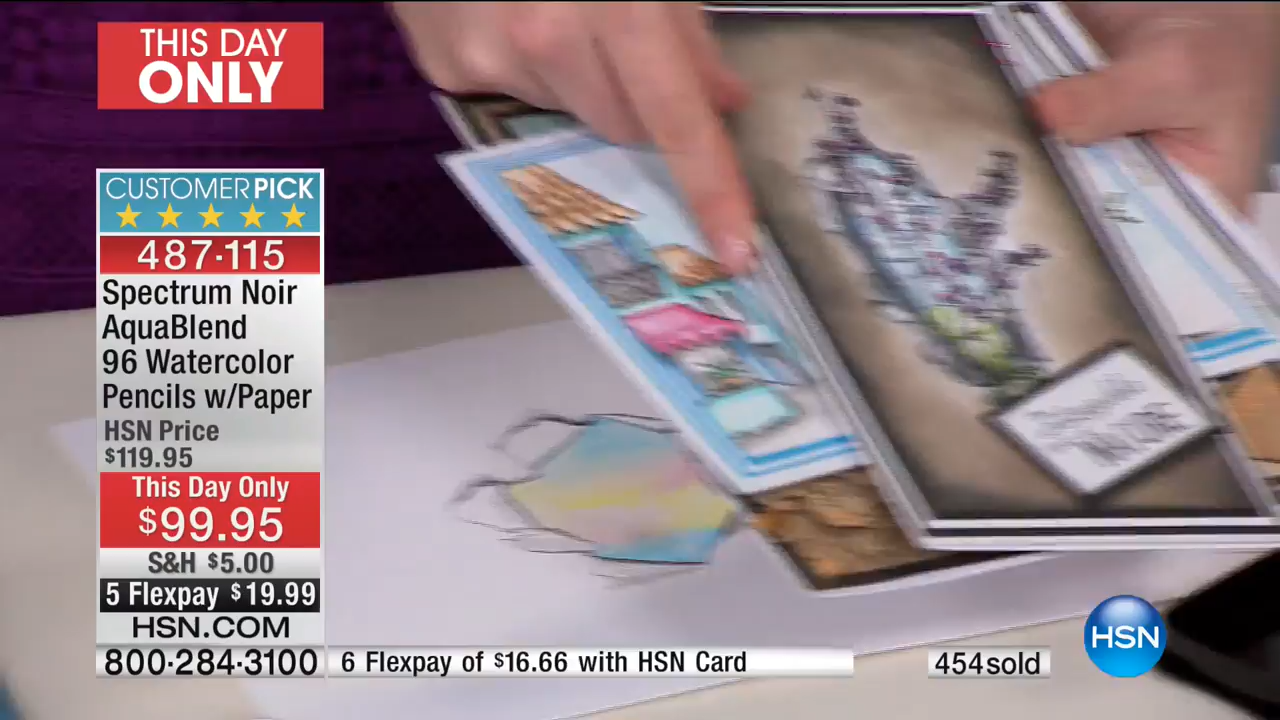 THIS DAY
ONLY
CUSTOMERPICK
487-115
Spectrum Noir
AquaBlend
96 Watercolor
Pencils w/Paper
HSN Price
$119.95
This Day Only
$99.95
S&H $5.00
5 Flexpay $19.99
HSN.COM
800-284-3100
6 Flexpay of $16.66 with HSN Card
454sold
HSN